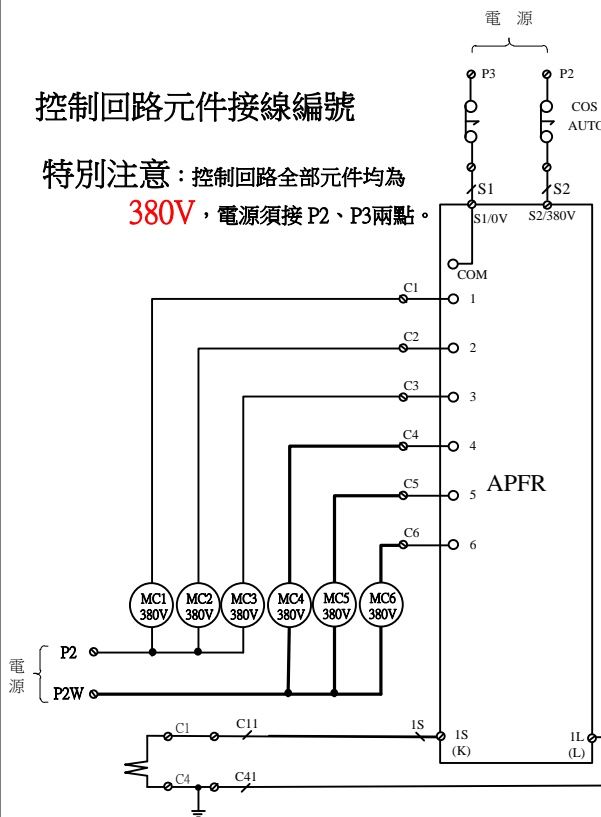 電 源
P3
P2
COS
AUTO
控制回路元件接線編號
特別注意：控制回路全部元件均為
380V，電源須接 P2、P3兩點。
S1
S2
S1/0V
S2/380V
COM
C1
1
C2
2
C3
3
C4
4
C5
5
APFR
C6
6
MC1
380V
MC2
380V
MC3
380V
MC4
380V
MC5
380V
MC6
380V
電
源
P2
P2W
C1
C11
1S
1S
(K)
1L
(L)
C4
C41